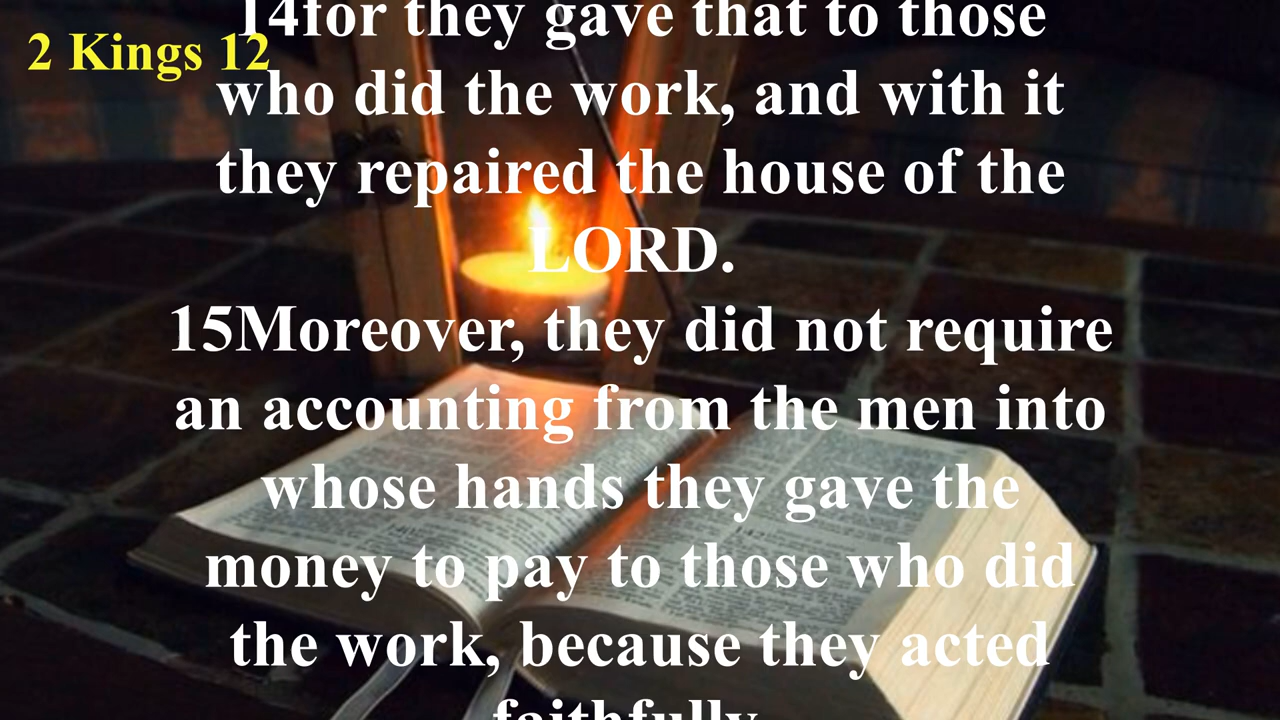 14for they gave that to those
2 Kings 12
who did the work, and with it
they repaired the house of the
LORD.
15Moreover, they did not require
an accounting from the men into
whose hands they gave the
money to pay to those who did
the work, because they acted
faithfully